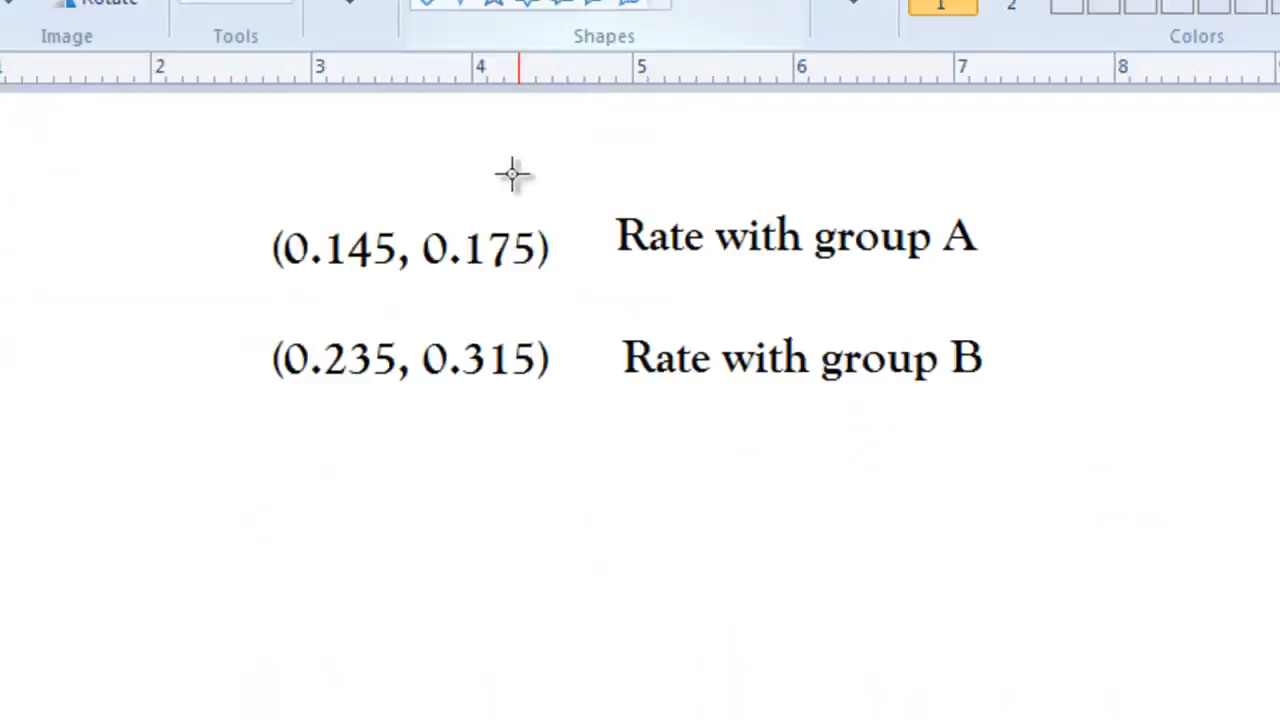 Rotate
1 2
Image Tools Shapes Colors
2 3 4 5 6 7 8
(0.145, 0.175) Rate with group A
(0.235, 0.315) Rate with group B